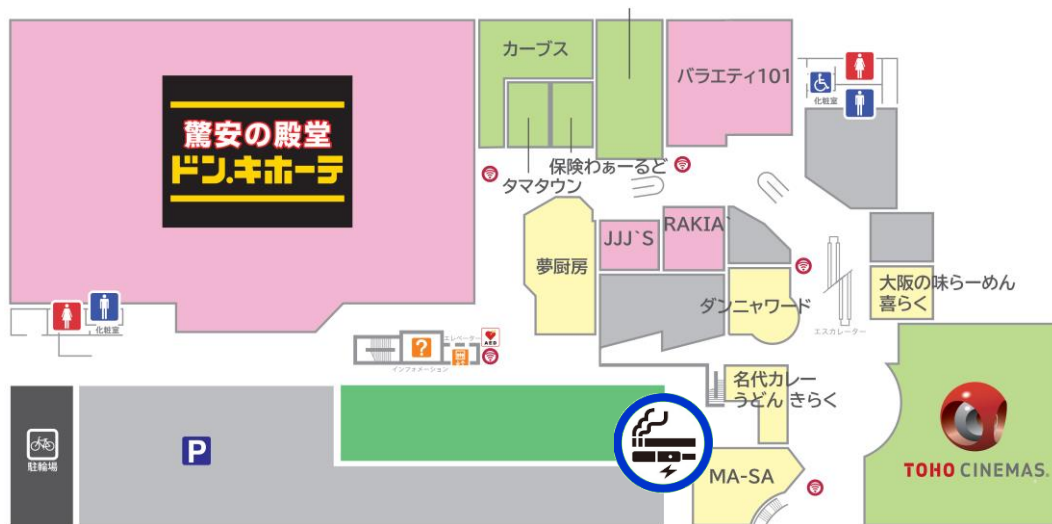 カーブス
バラエティ101
化粧室
驚安の殿堂
ドン.キホーテ
保険わぁーるど
タマタウン
RAKIA`
JJJ`S
夢厨房
大阪の味らーめん
喜らく
ダンニャワード
エスカレーター
化粧室
エレベーター
AED
?
インフォメーション
名代カレー
うどん きらく
P
駐輪場
MA-SA
TOHO CINEMAS.